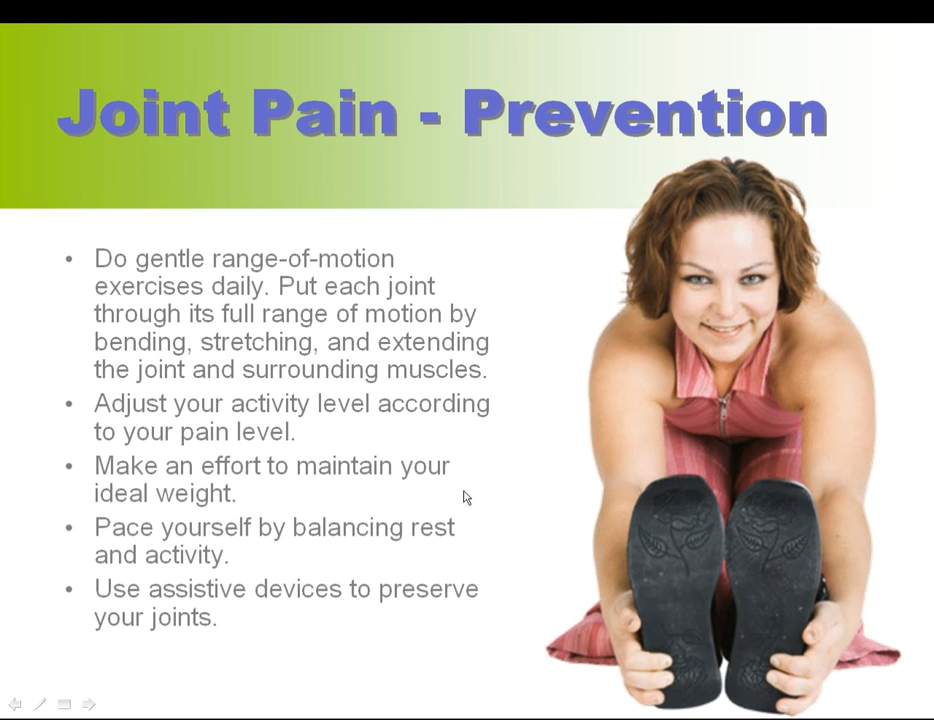 Joint Pain - Prevention
• Do gentle range-of-motion
exercises daily. Put each joint
through its full range of motion by
bending, stretching, and extending
the joint and surrounding muscles.
• Adjust your activity level according
to your pain level.
• Make an effort to maintain your
ideal weight.
• Pace yourself by balancing rest
and activity.
• Use assistive devices to preserve
your joints.